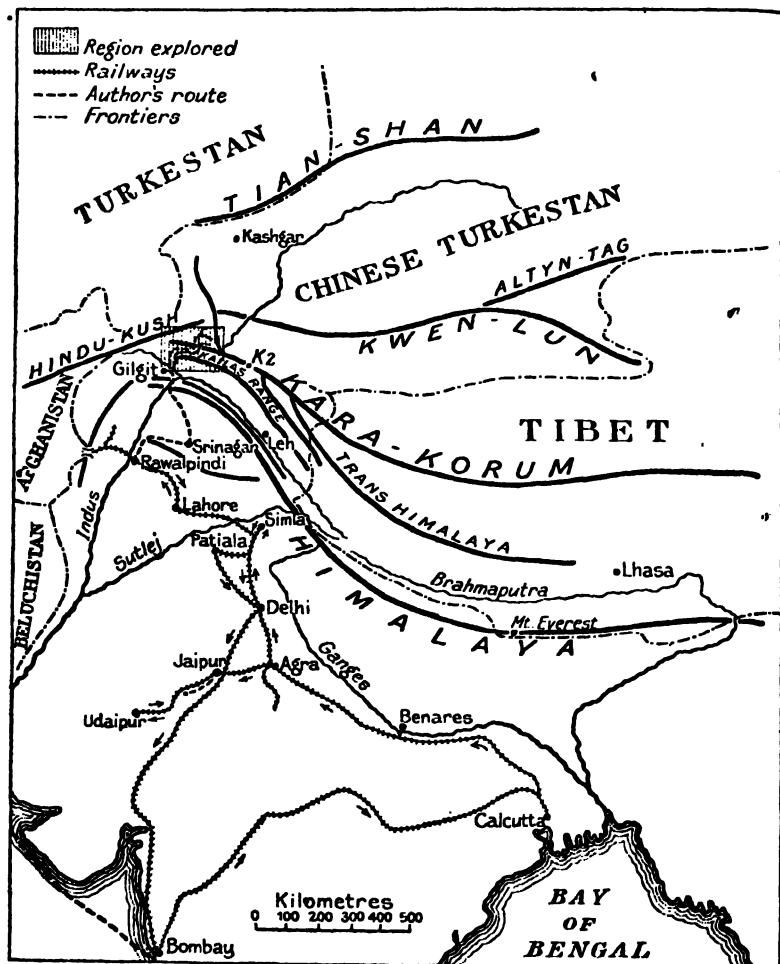 Region explored
Railways
Author's route
Frontiers
TURKESTAN
TIAN-SHAN
Kashgar
CHINESE TURKESTAN
ALTYN-TAG
KWEN-LUN
HINDU-KUSH
KAILAS RANGE
K2
Gilgit
KARA-KORUM
TIBET
AFGHANISTAN
Srinagar
Leh
Rawalpindi
TRANS HIMALAYA
Indus
Lahore
Simla
Sutlej
Patiala
HIMALAYA
Brahmaputra
Lhasa
BELUCHISTAN
Delhi
Mt. Everest
Jaipur
Agra
Ganges
Udaipur
Benares
Calcutta
Kilometres
0 100 200 300 400 500
Bombay
BAY
OF
BENGAL